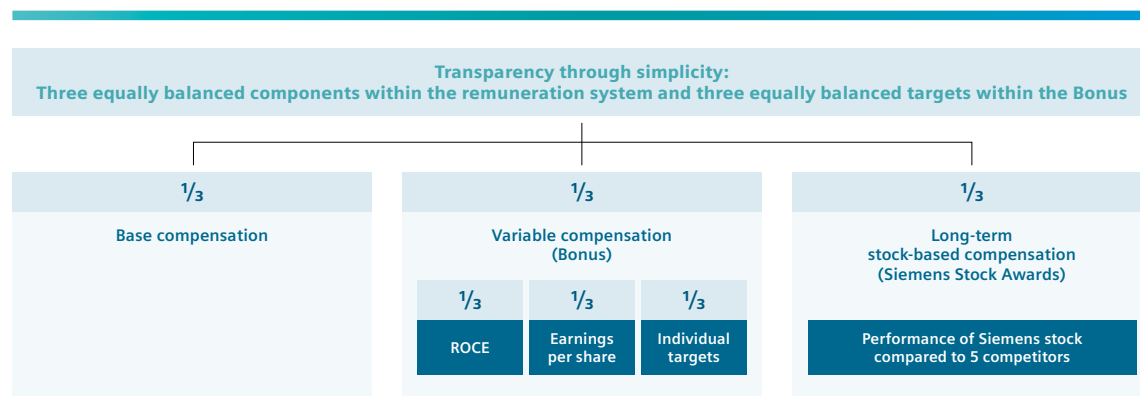 Transparency through simplicity:
Three equally balanced components within the remuneration system and three equally balanced targets within the Bonus
1/3
Base compensation
1/3
Variable compensation
(Bonus)
1/3
ROCE
1/3
Earnings
per share
1/3
Individual
targets
1/3
Long-term
stock-based compensation
(Siemens Stock Awards)
Performance of Siemens stock
compared to 5 competitors